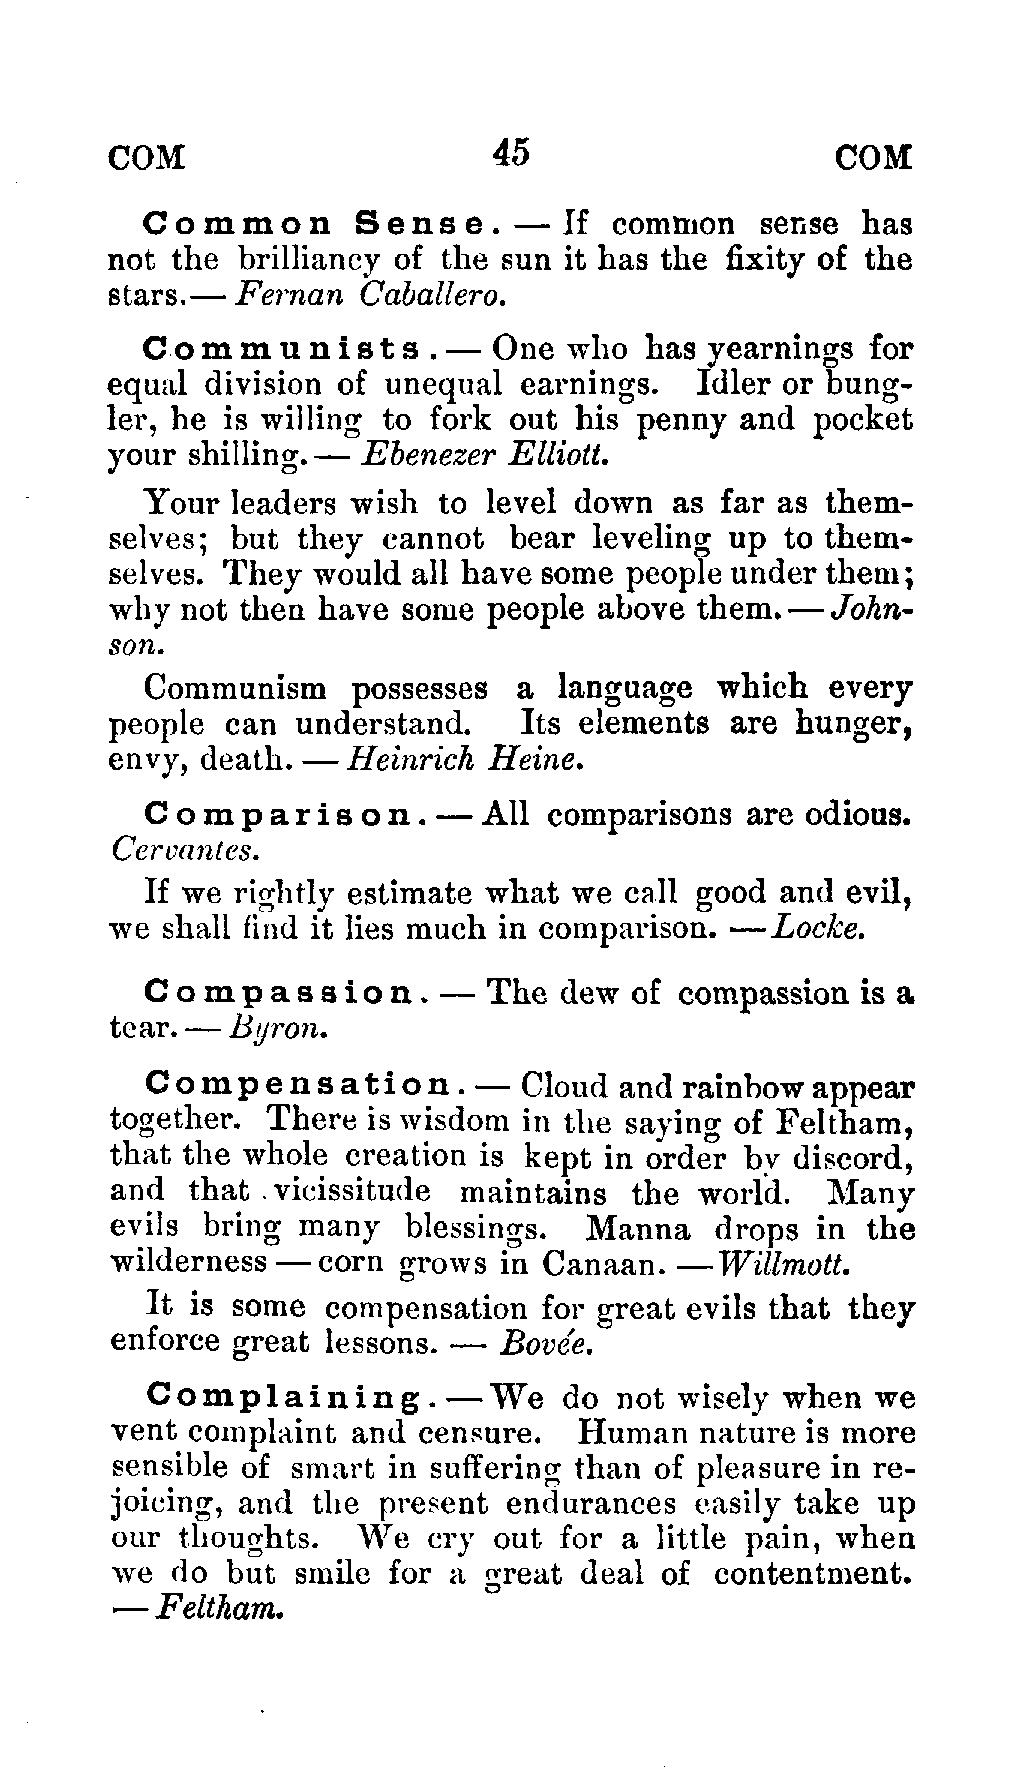 COM 45 COM
Common Sense. — If common sense has
not the brilliancy of the sun it has the fixity of the
stars.— Fernan Caballero.
Communists.— One who has yearnings for
equal division of unequal earnings. Idler or bung-
ler, he is willing to fork out his penny and pocket
your shilling.— Ebenezer Elliott.
Your leaders wish to level down as far as them-
selves; but they cannot bear leveling up to them-
selves. They would all have some people under them;
why not then have some people above them.— John-
son.
Communism possesses a language which every
people can understand. Its elements are hunger,
envy, death. — Heinrich Heine.
Comparison. — All comparisons are odious.
Cervantes.
If we rightly estimate what we call good and evil,
we shall find it lies much in comparison. — Locke.
Compassion. — The dew of compassion is a
tear. — Byron.
Compensation. — Cloud and rainbow appear
together. There is wisdom in the saying of Feltham,
that the whole creation is kept in order by discord,
and that vicissitude maintains the world. Many
evils bring many blessings. Manna drops in the
wilderness — corn grows in Canaan. — Willmott.
It is some compensation for great evils that they
enforce great lessons. — Bovée.
Complaining. — We do not wisely when we
vent complaint and censure. Human nature is more
sensible of smart in suffering than of pleasure in re-
joicing, and the present endurances easily take up
our thoughts. We cry out for a little pain, when
we do but smile for a great deal of contentment.
— Feltham.